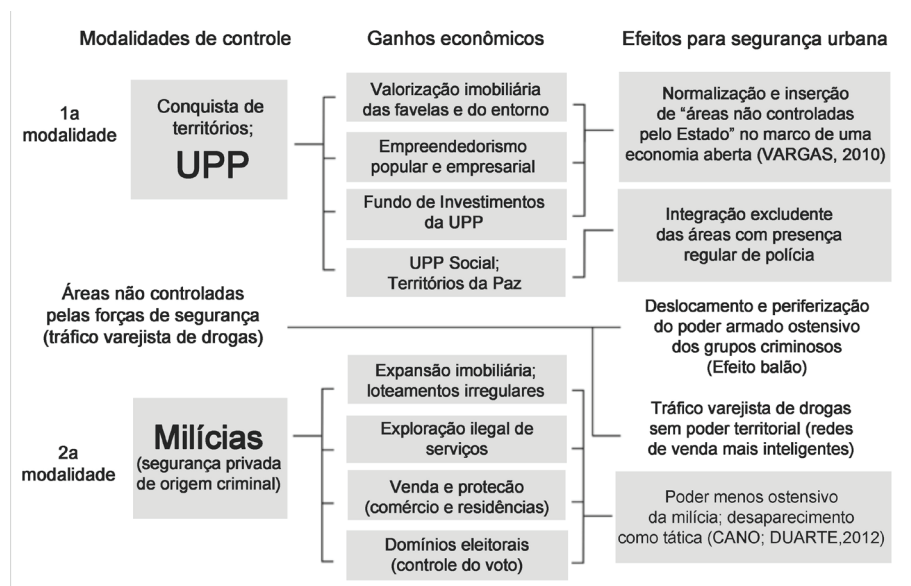 Modalidades de controle
Ganhos econômicos
Efeitos para segurança urbana
1a
modalidade
Conquista de
territórios;
UPP
Valorização imobiliária
das favelas e do entorno
Empreendedorismo
popular e empresarial
Fundo de Investimentos
da UPP
UPP Social;
Territórios da Paz
Normalização e inserção
de “áreas não controladas
pelo Estado” no marco de uma
economia aberta (VARGAS, 2010)
Integração excludente
das áreas com presença
regular de polícia
Áreas não controladas
pelas forças de segurança
(tráfico varejista de drogas)
Deslocamento e periferização
do poder armado ostensivo
dos grupos criminosos
(Efeito balão)
Tráfico varejista de drogas
sem poder territorial (redes
de venda mais inteligentes)
2a
modalidade
Milícias
(segurança privada
de origem criminal)
Expansão imobiliária;
loteamentos irregulares
Exploração ilegal de
serviços
Venda e protecão
(comércio e residências)
Domínios eleitorais
(controle do voto)
Poder menos ostensivo
da milícia; desaparecimento
como tática (CANO; DUARTE,2012)